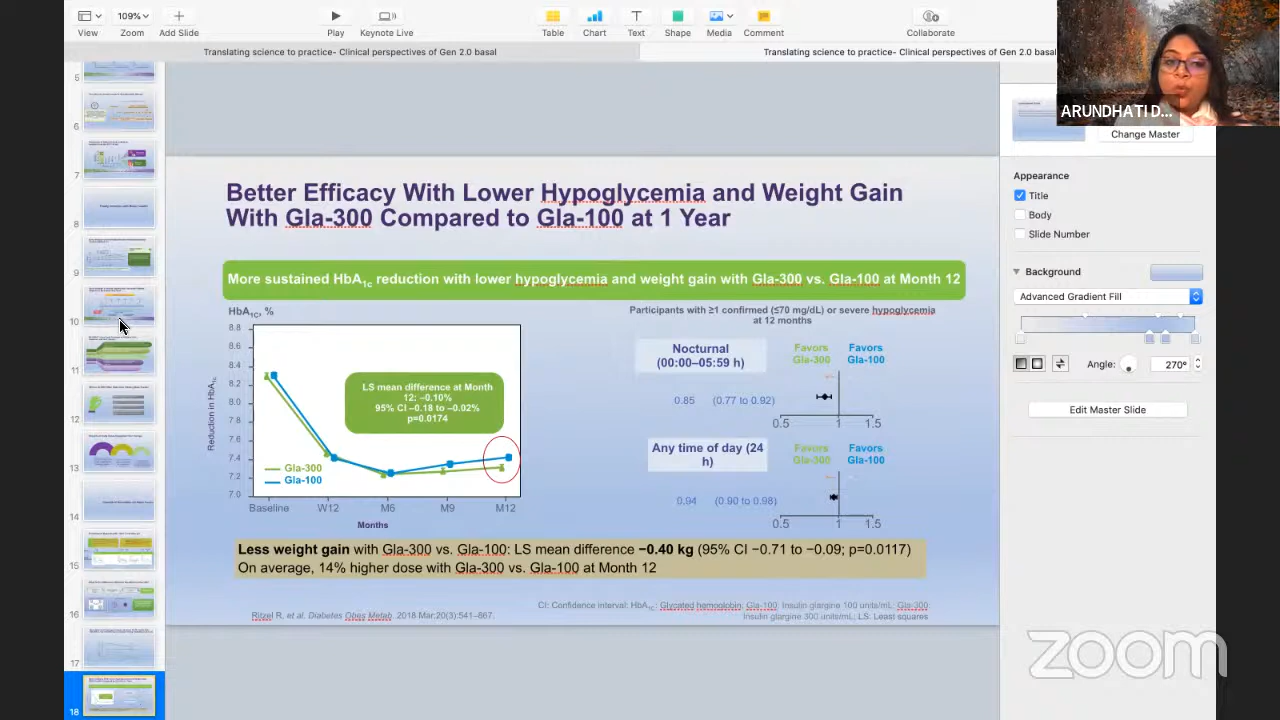 109%
View
Zoom
Add Slide
Play
Keynote Live
Table
Chart
Text
Shape
Media
Comment
Collaborate
Translating science to practice- Clinical perspectives of Gen 2.0 basal
Translating science to practice- Clinical perspectives of Gen 2.0 basal
ARUNDHATI D...
Change Master
Appearance
Title
Body
Slide Number
Background
Advanced Gradient Fill
Angle:
270°
Edit Master Slide
5
6
7
8
9
10
11
12
13
14
15
16
17
18
Better Efficacy With Lower Hypoglycemia and Weight Gain
With Gla-300 Compared to Gla-100 at 1 Year
More sustained HbA1c reduction with lower hypoglycemia and weight gain with Gla-300 vs. Gla-100 at Month 12
HbA1c, %
8.8
8.6
8.4
8.2
8.0
7.8
7.6
7.4
7.2
7.0
Reduction in HbA1c
LS mean difference at Month
12: –0.10%
95% CI –0.18 to –0.02%
p=0.0174
Gla-300
Gla-100
Baseline
W12
M6
M9
M12
Months
Participants with ≥1 confirmed (≤70 mg/dL) or severe hypoglycemia
at 12 months
Nocturnal
(00:00–05:59 h)
Favors
Gla-300
Favors
Gla-100
0.85 (0.77 to 0.92)
0.5 1 1.5
Any time of day (24
h)
Favors
Gla-300
Favors
Gla-100
0.94 (0.90 to 0.98)
0.5 1 1.5
Less weight gain with Gla-300 vs. Gla-100: LS mean difference −0.40 kg (95% CI −0.71 to −0.09; p=0.0117)
On average, 14% higher dose with Gla-300 vs. Gla-100 at Month 12
CI: Confidence interval; HbA1c: Glycated hemoglobin; Gla-100: Insulin glargine 100 units/mL; Gla-300:
Insulin glargine 300 units/mL; LS: Least squares
Ritzel R, et al. Diabetes Obes Metab. 2018 Mar;20(3):541–667.
zoom